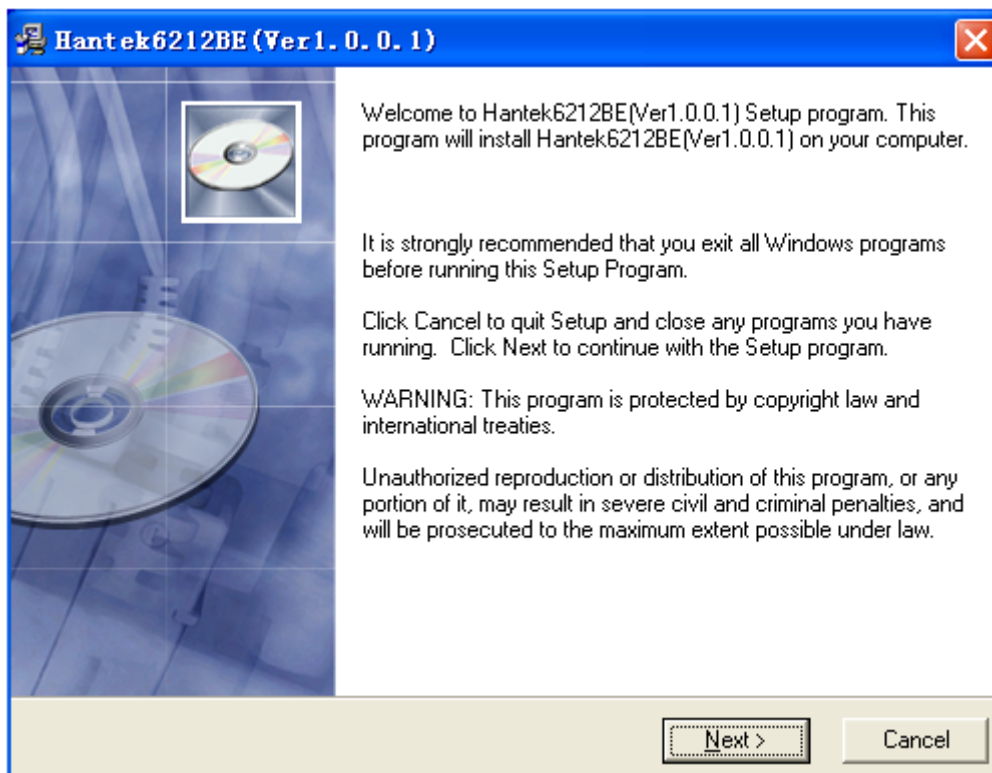 Hantek6212BE(Ver1.0.0.1)
Welcome to Hantek6212BE(Ver1.0.0.1) Setup program. This
program will install Hantek6212BE(Ver1.0.0.1) on your computer.
It is strongly recommended that you exit all Windows programs
before running this Setup Program.
Click Cancel to quit Setup and close any programs you have
running.  Click Next to continue with the Setup program.
WARNING: This program is protected by copyright law and
international treaties.
Unauthorized reproduction or distribution of this program, or any
portion of it, may result in severe civil and criminal penalties, and
will be prosecuted to the maximum extent possible under law.
Next >
Cancel